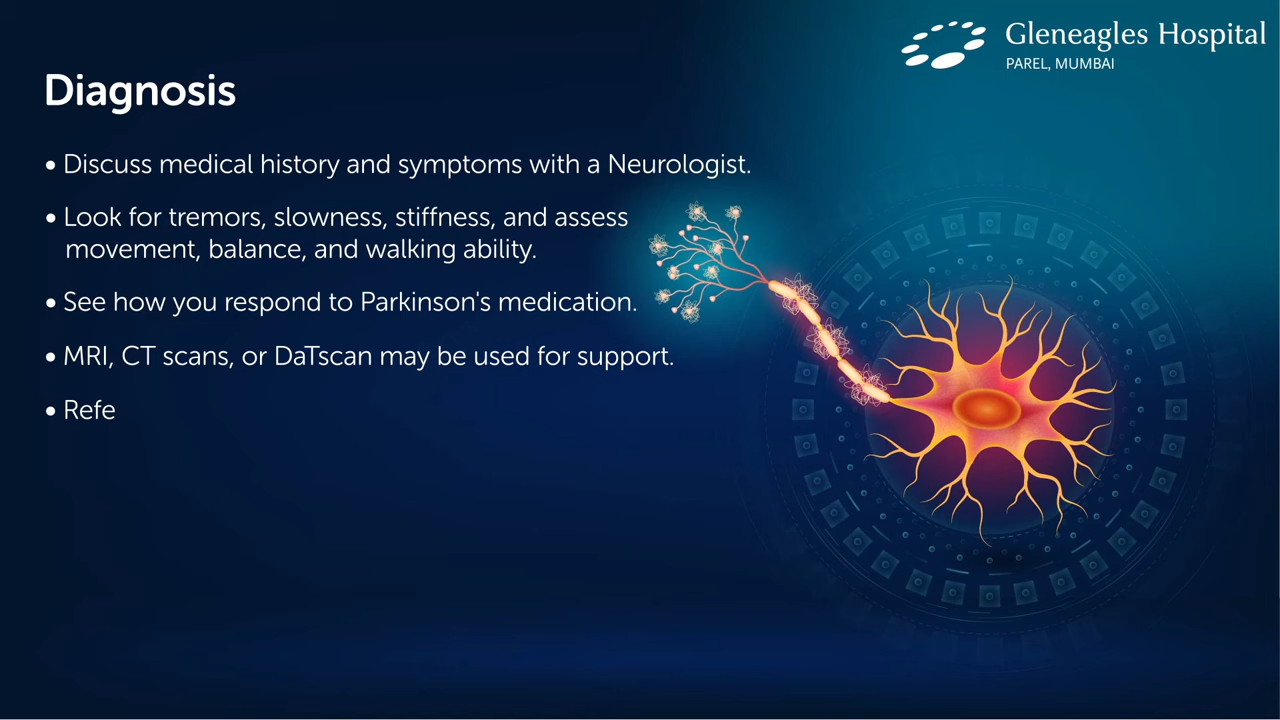 Gleneagles Hospital
PAREL, MUMBAI
Diagnosis
• Discuss medical history and symptoms with a Neurologist.
• Look for tremors, slowness, stiffness, and assess
movement, balance, and walking ability.
• See how you respond to Parkinson's medication.
• MRI, CT scans, or DaTscan may be used for support.
• Refe